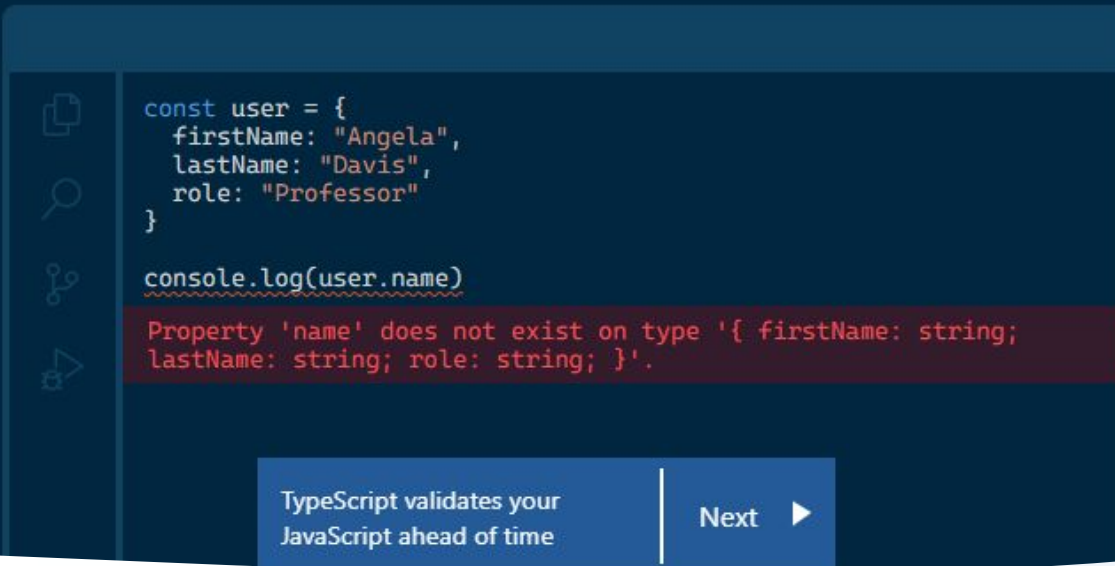 const user = {
  firstName: "Angela",
  lastName: "Davis",
  role: "Professor"
}
console.log(user.name)
Property 'name' does not exist on type '{ firstName: string;
lastName: string; role: string; }'.
TypeScript validates your
JavaScript ahead of time
Next